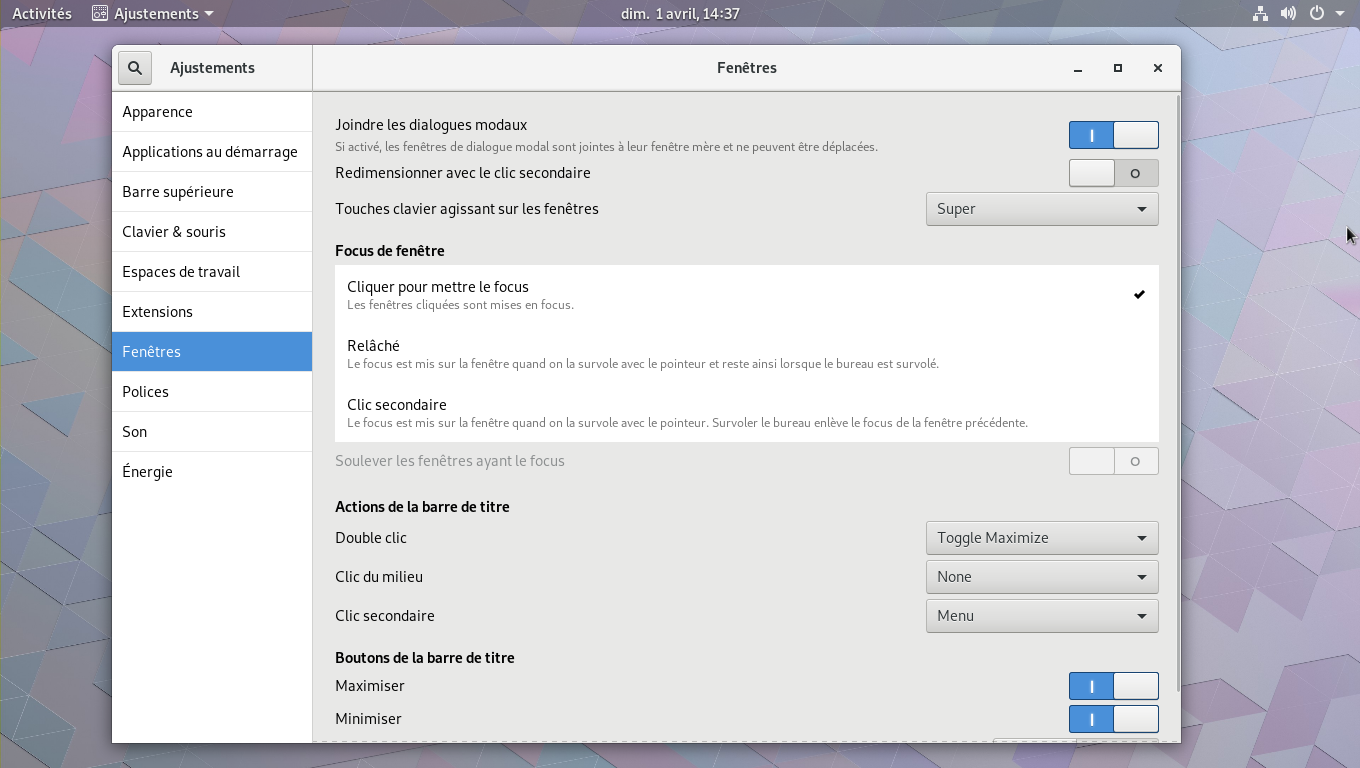 Activités Ajustements dim. 1 avril, 14:37
Ajustements Fenêtres
Apparence
Applications au démarrage
Barre supérieure
Clavier & souris
Espaces de travail
Extensions
Fenêtres
Polices
Son
Énergie
Joindre les dialogues modaux
Si activé, les fenêtres de dialogue modal sont jointes à leur fenêtre mère et ne peuvent être déplacées.
Redimensionner avec le clic secondaire
Touches clavier agissant sur les fenêtres Super
Focus de fenêtre
Cliquer pour mettre le focus
Les fenêtres cliquées sont mises en focus.
Relâché
Le focus est mis sur la fenêtre quand on la survole avec le pointeur et reste ainsi lorsque le bureau est survolé.
Clic secondaire
Le focus est mis sur la fenêtre quand on la survole avec le pointeur. Survoler le bureau enlève le focus de la fenêtre précédente.
Soulever les fenêtres ayant le focus
Actions de la barre de titre
Double clic Toggle Maximize
Clic du milieu None
Clic secondaire Menu
Boutons de la barre de titre
Maximiser
Minimiser